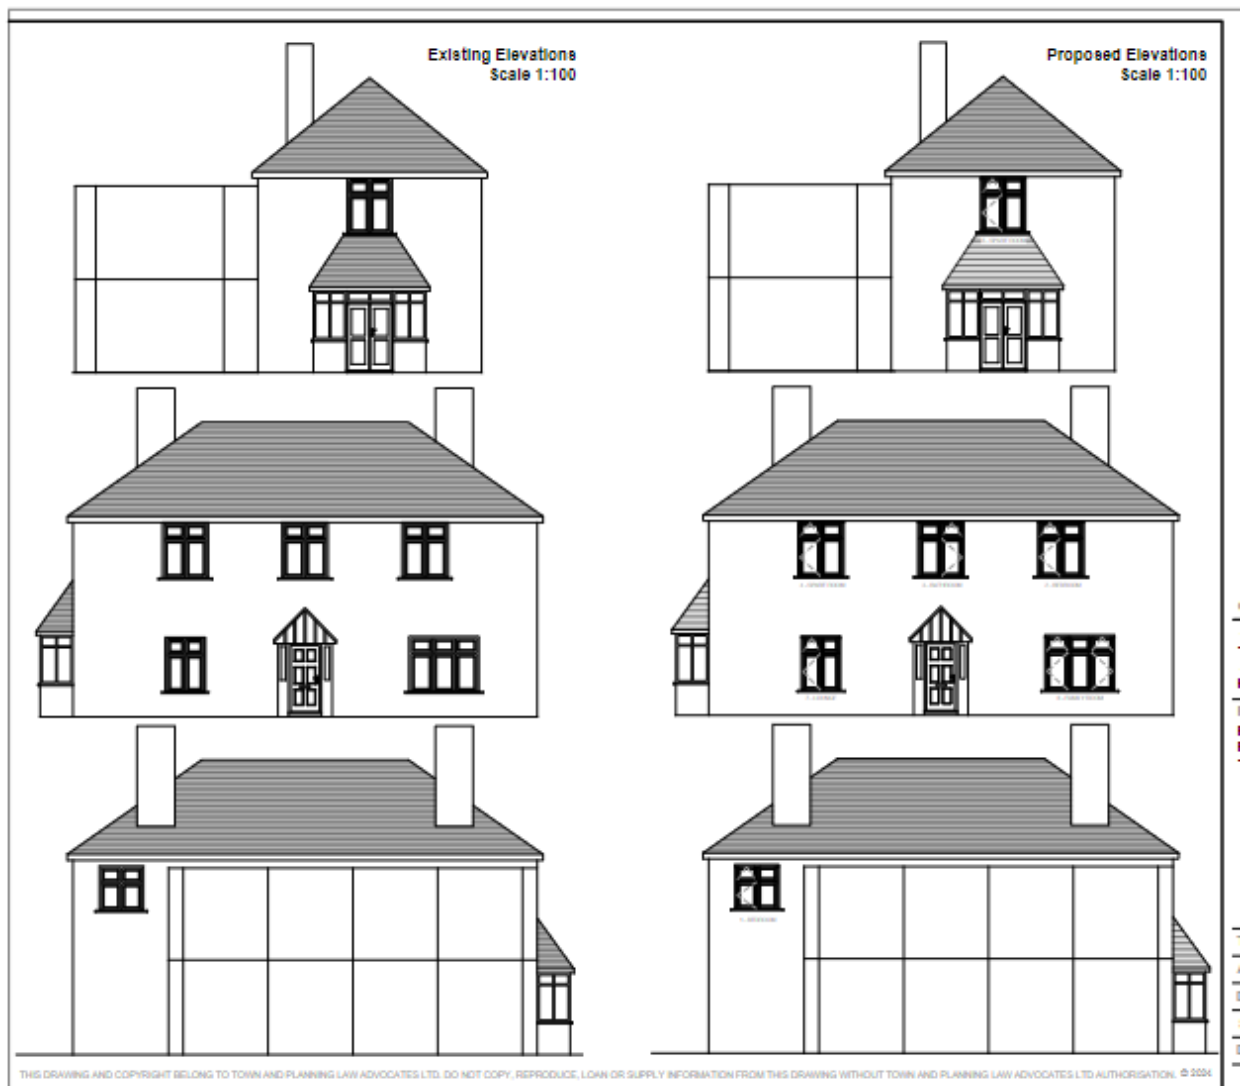 Existing Elevations
Scale 1:100
Proposed Elevations
Scale 1:100
THIS DRAWING AND COPYRIGHT BELONG TO TOWN AND PLANNING LAW ADVOCATES LTD. DO NOT COPY, REPRODUCE, LOAN OR SUPPLY INFORMATION FROM THIS DRAWING WITHOUT TOWN AND PLANNING LAW ADVOCATES LTD AUTHORISATION. © 2024